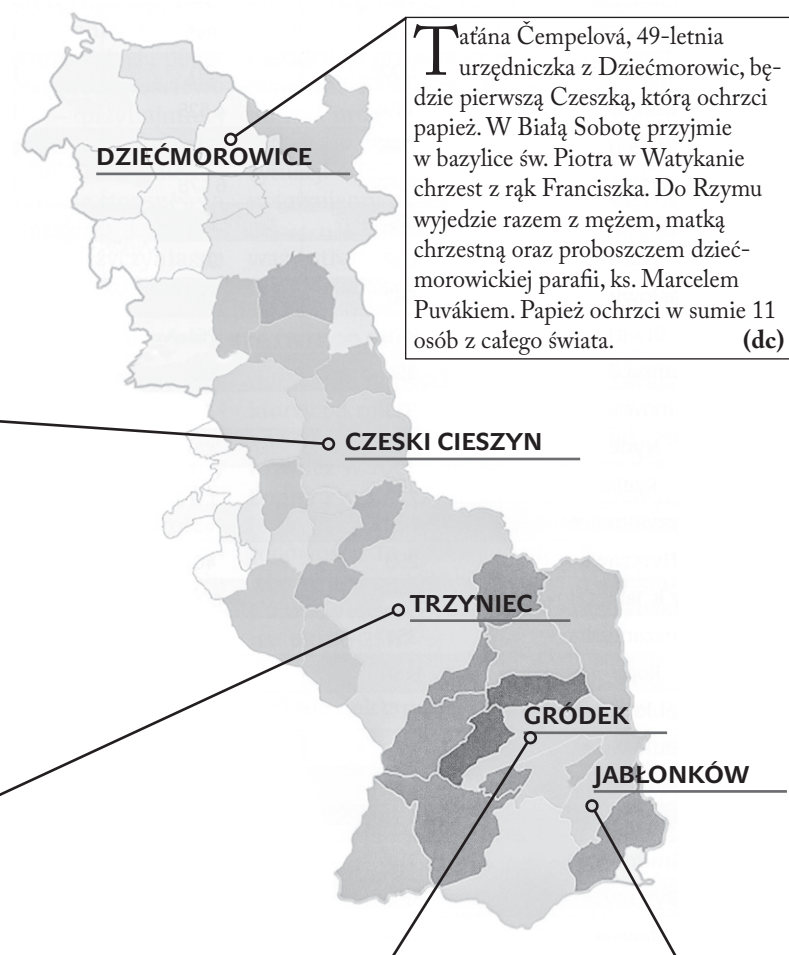 Taťána Čempelová, 49-letnia
urzędniczka z Dziećmorowic, bę-
dzie pierwszą Czeszką, którą ochrzci
papież. W Białą Sobotę przyjmie
w bazylice św. Piotra w Watykanie
chrzest z rąk Franciszka. Do Rzymu
wyjedzie razem z mężem, matką
chrzestną oraz proboszczem dzieć-
morowickiej parafii, ks. Marcelem
Puvákiem. Papież ochrzci w sumie 11
osób z całego świata. (dc)
DZIEĆMOROWICE
CZESKI CIESZYN
TRZYNIEC
GRÓDEK
JABŁONKÓW